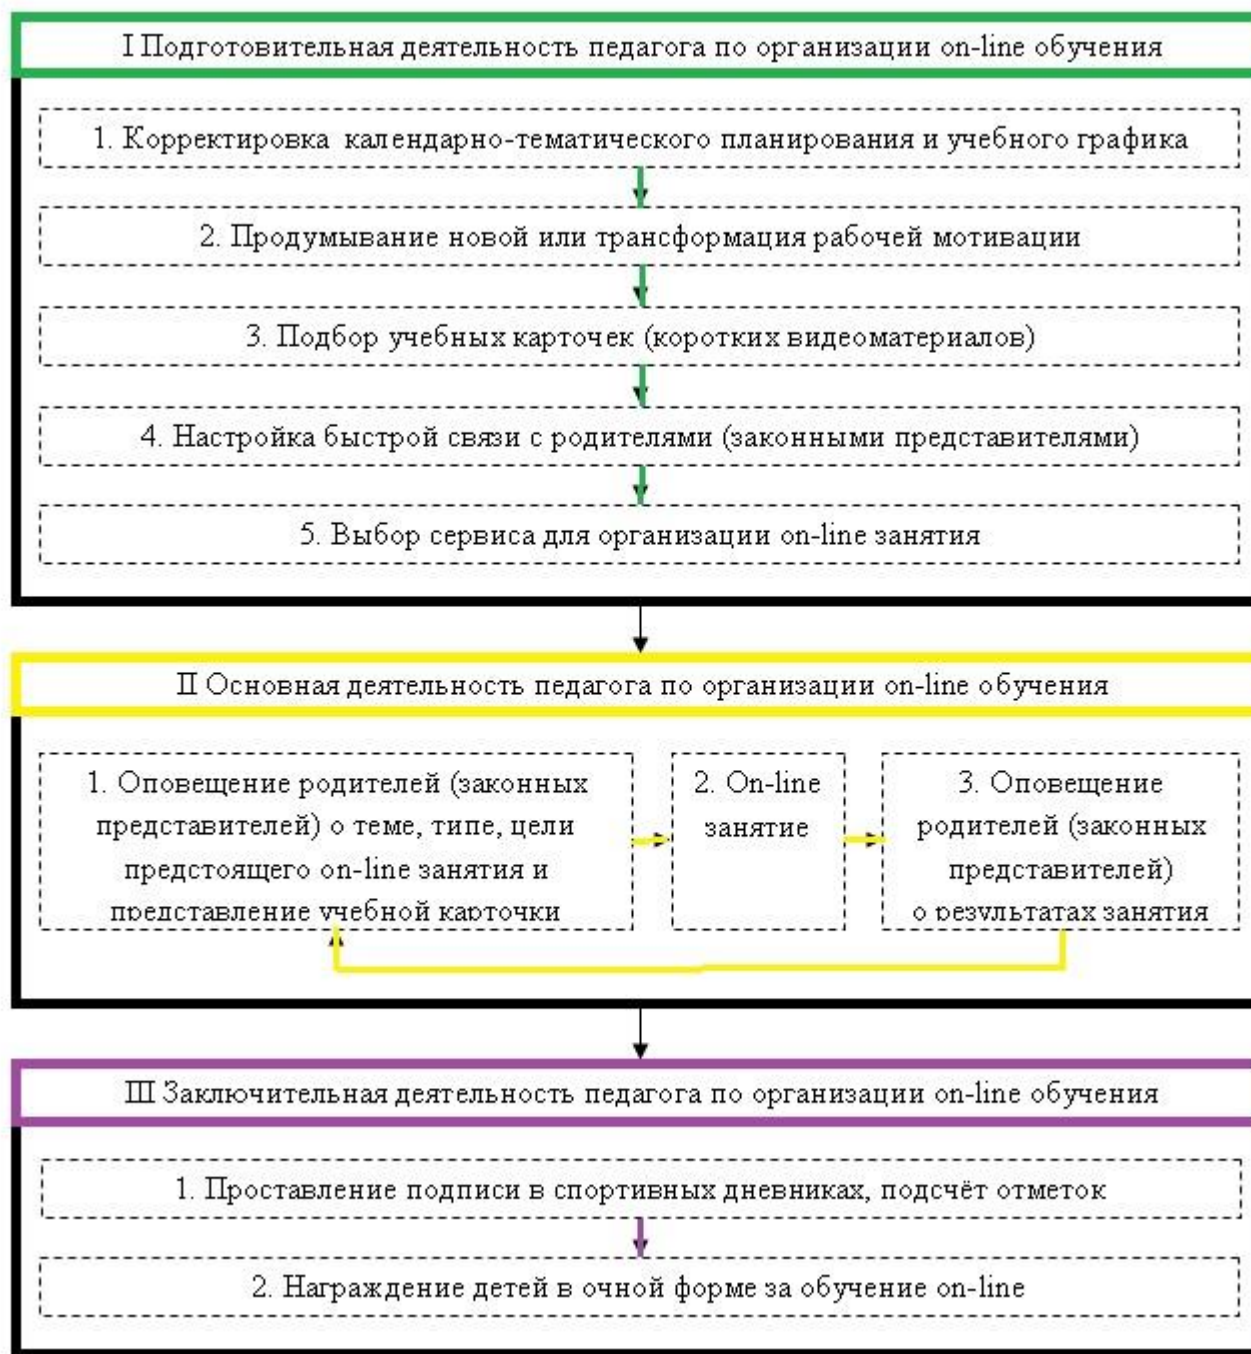 I Подготовительная деятельность педагога по организации on-line обучения
1. Корректировка календарно-тематического планирования и учебного графика
2. Продумывание новой или трансформация рабочей мотивации
3. Подбор учебных карточек (коротких видеоматериалов)
4. Настройка быстрой связи с родителями (законными представителями)
5. Выбор сервиса для организации on-line занятия
II Основная деятельность педагога по организации on-line обучения
1. Оповещение родителей (законных
представителей) о теме, типе, цели
предстоящего on-line занятия и
представление учебной карточки
2. On-line
занятие
3. Оповещение
родителей (законных
представителей)
о результатах занятия
III Заключительная деятельность педагога по организации on-line обучения
1. Проставление подписи в спортивных дневниках, подсчёт отметок
2. Награждение детей в очной форме за обучение on-line